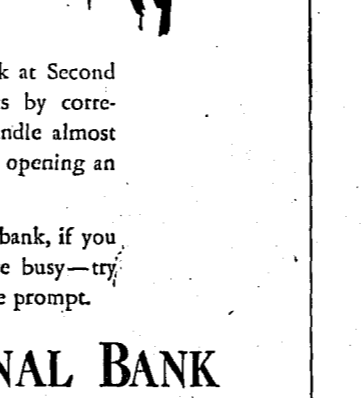 k at Second
s by corre-
ndle almost
opening an
bank, if you
e busy—try
e prompt.
NAL BANK